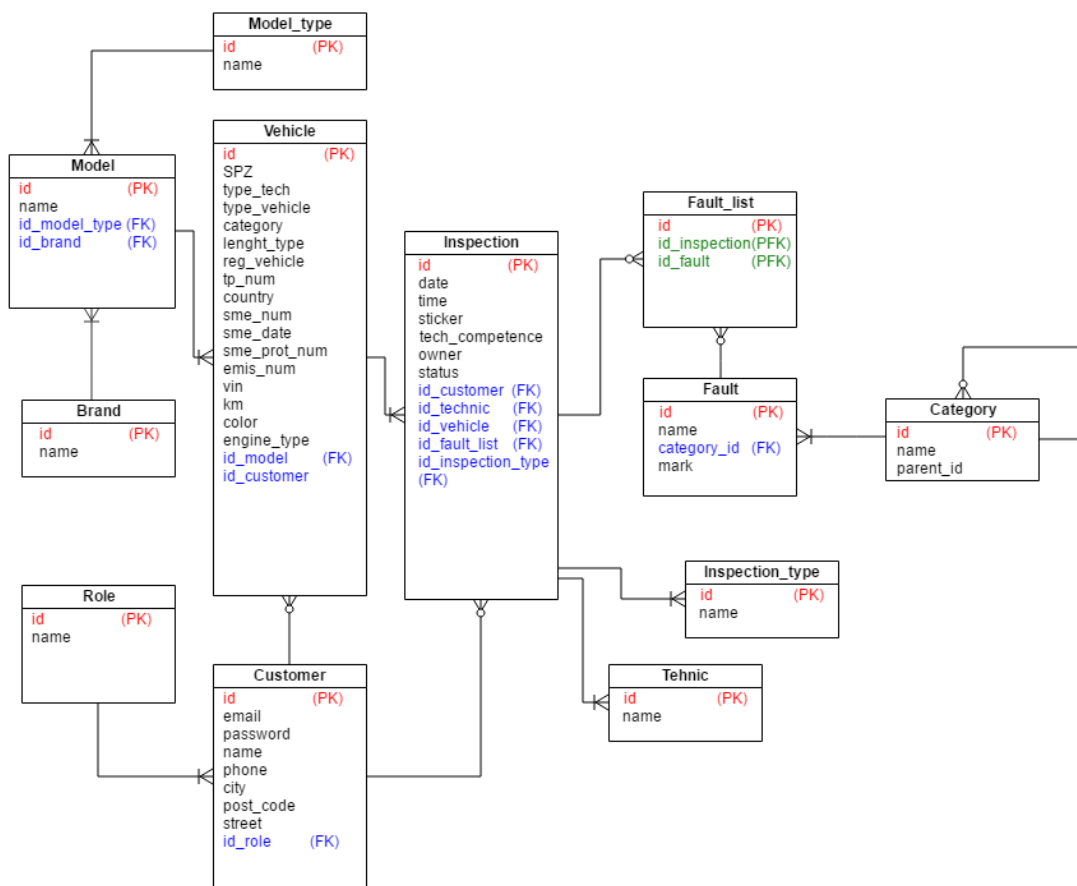 Model_type
id (PK)
name
Vehicle
id (PK)
SPZ
type_tech
type_vehicle
category
lenght_type
reg_vehicle
tp_num
country
sme_num
sme_date
sme_prot_num
emis_num
vin
km
color
engine_type
id_model (FK)
id_customer
Model
id (PK)
name
id_model_type (FK)
id_brand (FK)
Brand
id (PK)
name
Inspection
id (PK)
date
time
sticker
tech_competence
owner
status
id_customer (FK)
id_technic (FK)
id_vehicle (FK)
id_fault_list (FK)
id_inspection_type
(FK)
Fault_list
id (PK)
id_inspection(PFK)
id_fault (PFK)
Fault
id (PK)
name
category_id (FK)
mark
Category
id (PK)
name
parent_id
Inspection_type
id (PK)
name
Tehnic
id (PK)
name
Role
id (PK)
name
Customer
id (PK)
email
password
name
phone
city
post_code
street
id_role (FK)